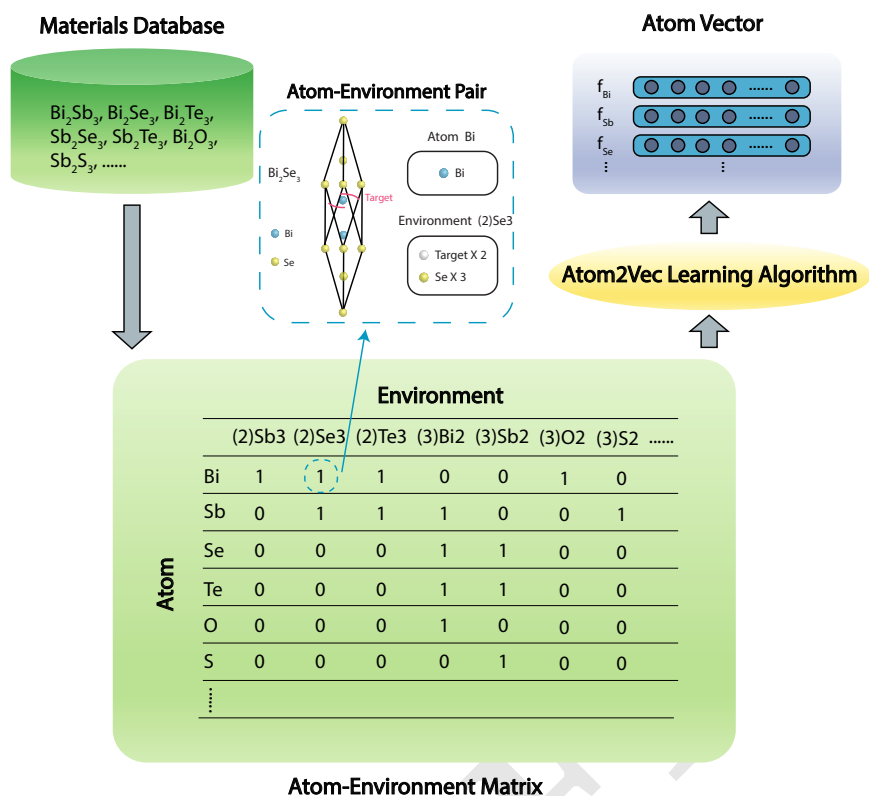 Materials Database
Bi₂Sb₃, Bi₂Se₃, Bi₂Te₃,
Sb₂Se₃, Sb₂Te₃, Bi₂O₃,
Sb₂S₃, ......
Atom-Environment Pair
Bi₂Se₃
Bi
Se
Target
Atom Bi
Bi
Environment (2)Se3
Target X 2
Se X 3
Atom Vector
f_Bi ......
f_Sb ......
f_Se ......
Atom2Vec Learning Algorithm
Environment
(2)Sb3 (2)Se3 (2)Te3 (3)Bi2 (3)Sb2 (3)O2 (3)S2 ......
Atom
Bi 1 1 1 0 0 1 0
Sb 0 1 1 1 0 0 1
Se 0 0 0 1 1 0 0
Te 0 0 0 1 1 0 0
O 0 0 0 1 0 0 0
S 0 0 0 0 1 0 0
Atom-Environment Matrix